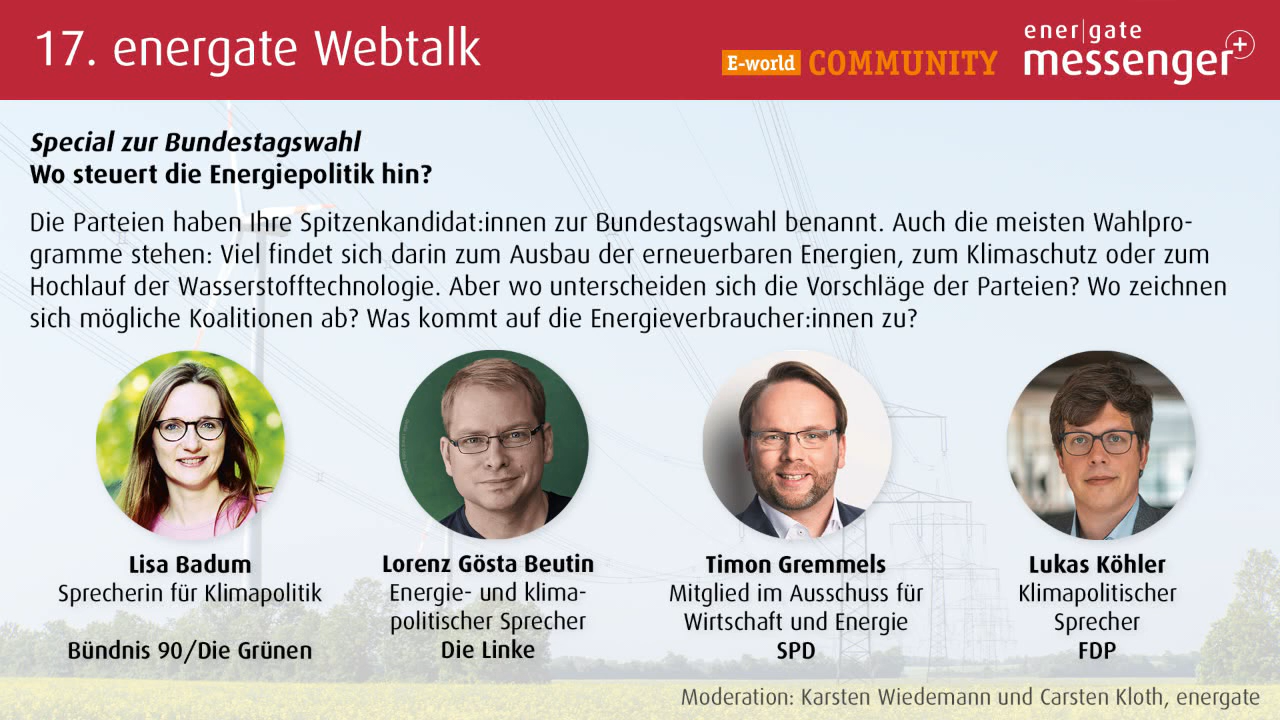 17. energate Webtalk
E-world COMMUNITY
ener|gate
messenger+
Special zur Bundestagswahl
Wo steuert die Energiepolitik hin?
Die Parteien haben Ihre Spitzenkandidat:innen zur Bundestagswahl benannt. Auch die meisten Wahlpro-
gramme stehen: Viel findet sich darin zum Ausbau der erneuerbaren Energien, zum Klimaschutz oder zum
Hochlauf der Wasserstofftechnologie. Aber wo unterscheiden sich die Vorschläge der Parteien? Wo zeichnen
sich mögliche Koalitionen ab? Was kommt auf die Energieverbraucher:innen zu?
Lisa Badum
Sprecherin für Klimapolitik
Bündnis 90/Die Grünen
Lorenz Gösta Beutin
Energie- und klima-
politischer Sprecher
Die Linke
Timon Gremmels
Mitglied im Ausschuss für
Wirtschaft und Energie
SPD
Lukas Köhler
Klimapolitischer
Sprecher
FDP
Moderation: Karsten Wiedemann und Carsten Kloth, energate